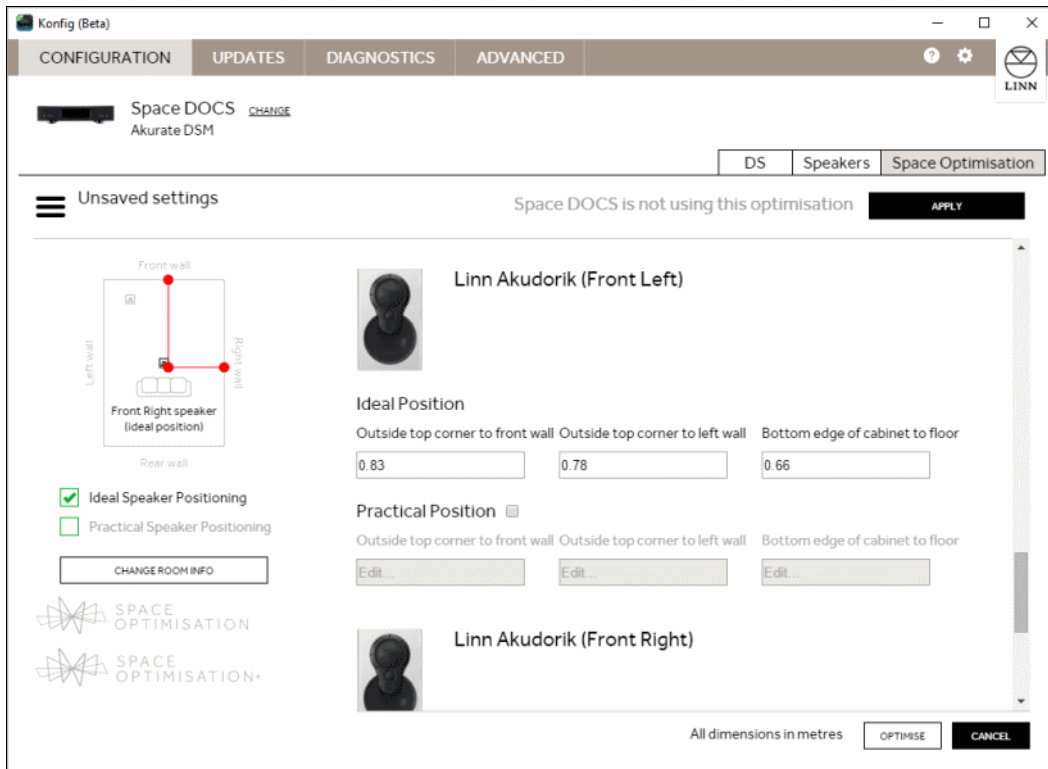 Konfig (Beta)
CONFIGURATION UPDATES DIAGNOSTICS ADVANCED
?
LINN
Space DOCS CHANGE
Akurate DSM
DS Speakers Space Optimisation
Unsaved settings
Space DOCS is not using this optimisation
APPLY
Front wall
Left wall
Right wall
Front Right speaker
(ideal position)
Rear wall
Ideal Speaker Positioning
Practical Speaker Positioning
CHANGE ROOM INFO
SPACE
OPTIMISATION
SPACE
OPTIMISATION+
Linn Akudorik (Front Left)
Ideal Position
Outside top corner to front wall Outside top corner to left wall Bottom edge of cabinet to floor
0.83 0.78 0.66
Practical Position
Outside top corner to front wall Outside top corner to left wall Bottom edge of cabinet to floor
Edit... Edit... Edit...
Linn Akudorik (Front Right)
All dimensions in metres
OPTIMISE
CANCEL